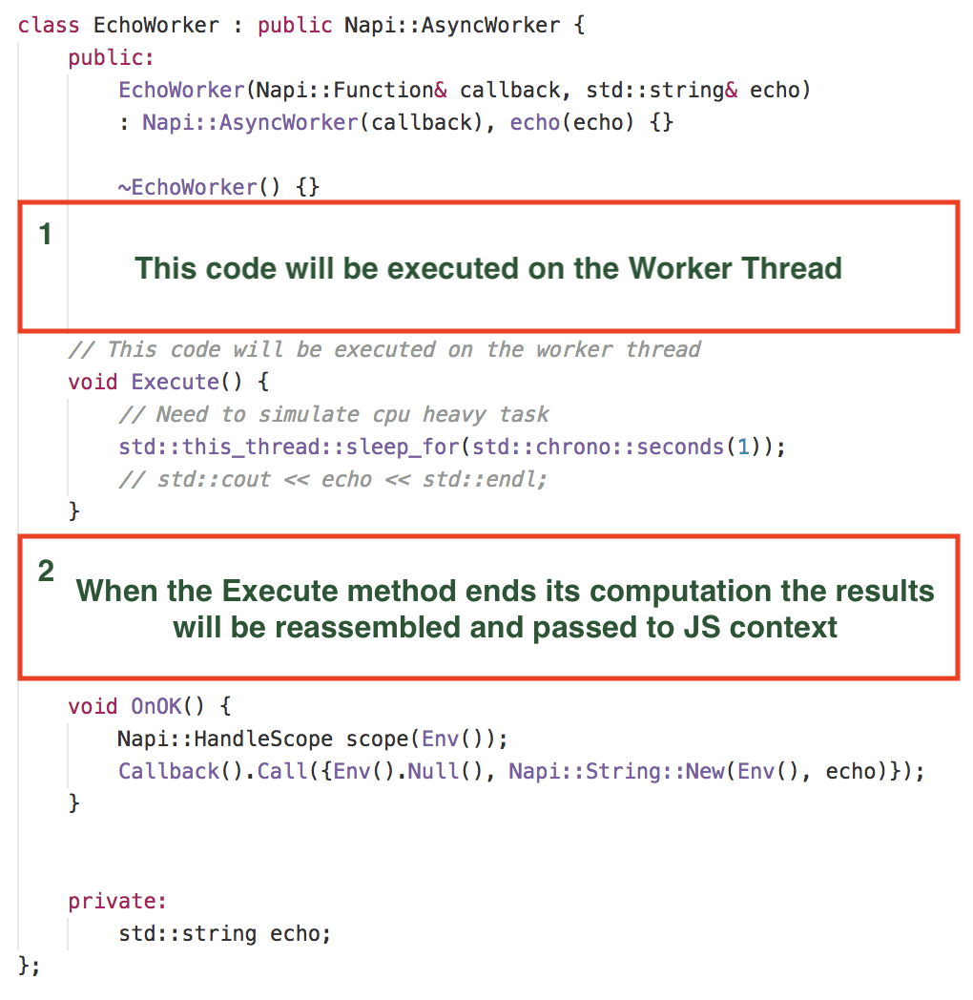 class EchoWorker : public Napi::AsyncWorker {
public:
EchoWorker(Napi::Function& callback, std::string& echo)
: Napi::AsyncWorker(callback), echo(echo) {}
~EchoWorker() {}
1
This code will be executed on the Worker Thread
// This code will be executed on the worker thread
void Execute() {
// Need to simulate cpu heavy task
std::this_thread::sleep_for(std::chrono::seconds(1));
// std::cout << echo << std::endl;
}
2
When the Execute method ends its computation the results
will be reassembled and passed to JS context
void OnOK() {
Napi::HandleScope scope(Env());
Callback().Call({Env().Null(), Napi::String::New(Env(), echo)});
}
private:
std::string echo;
};